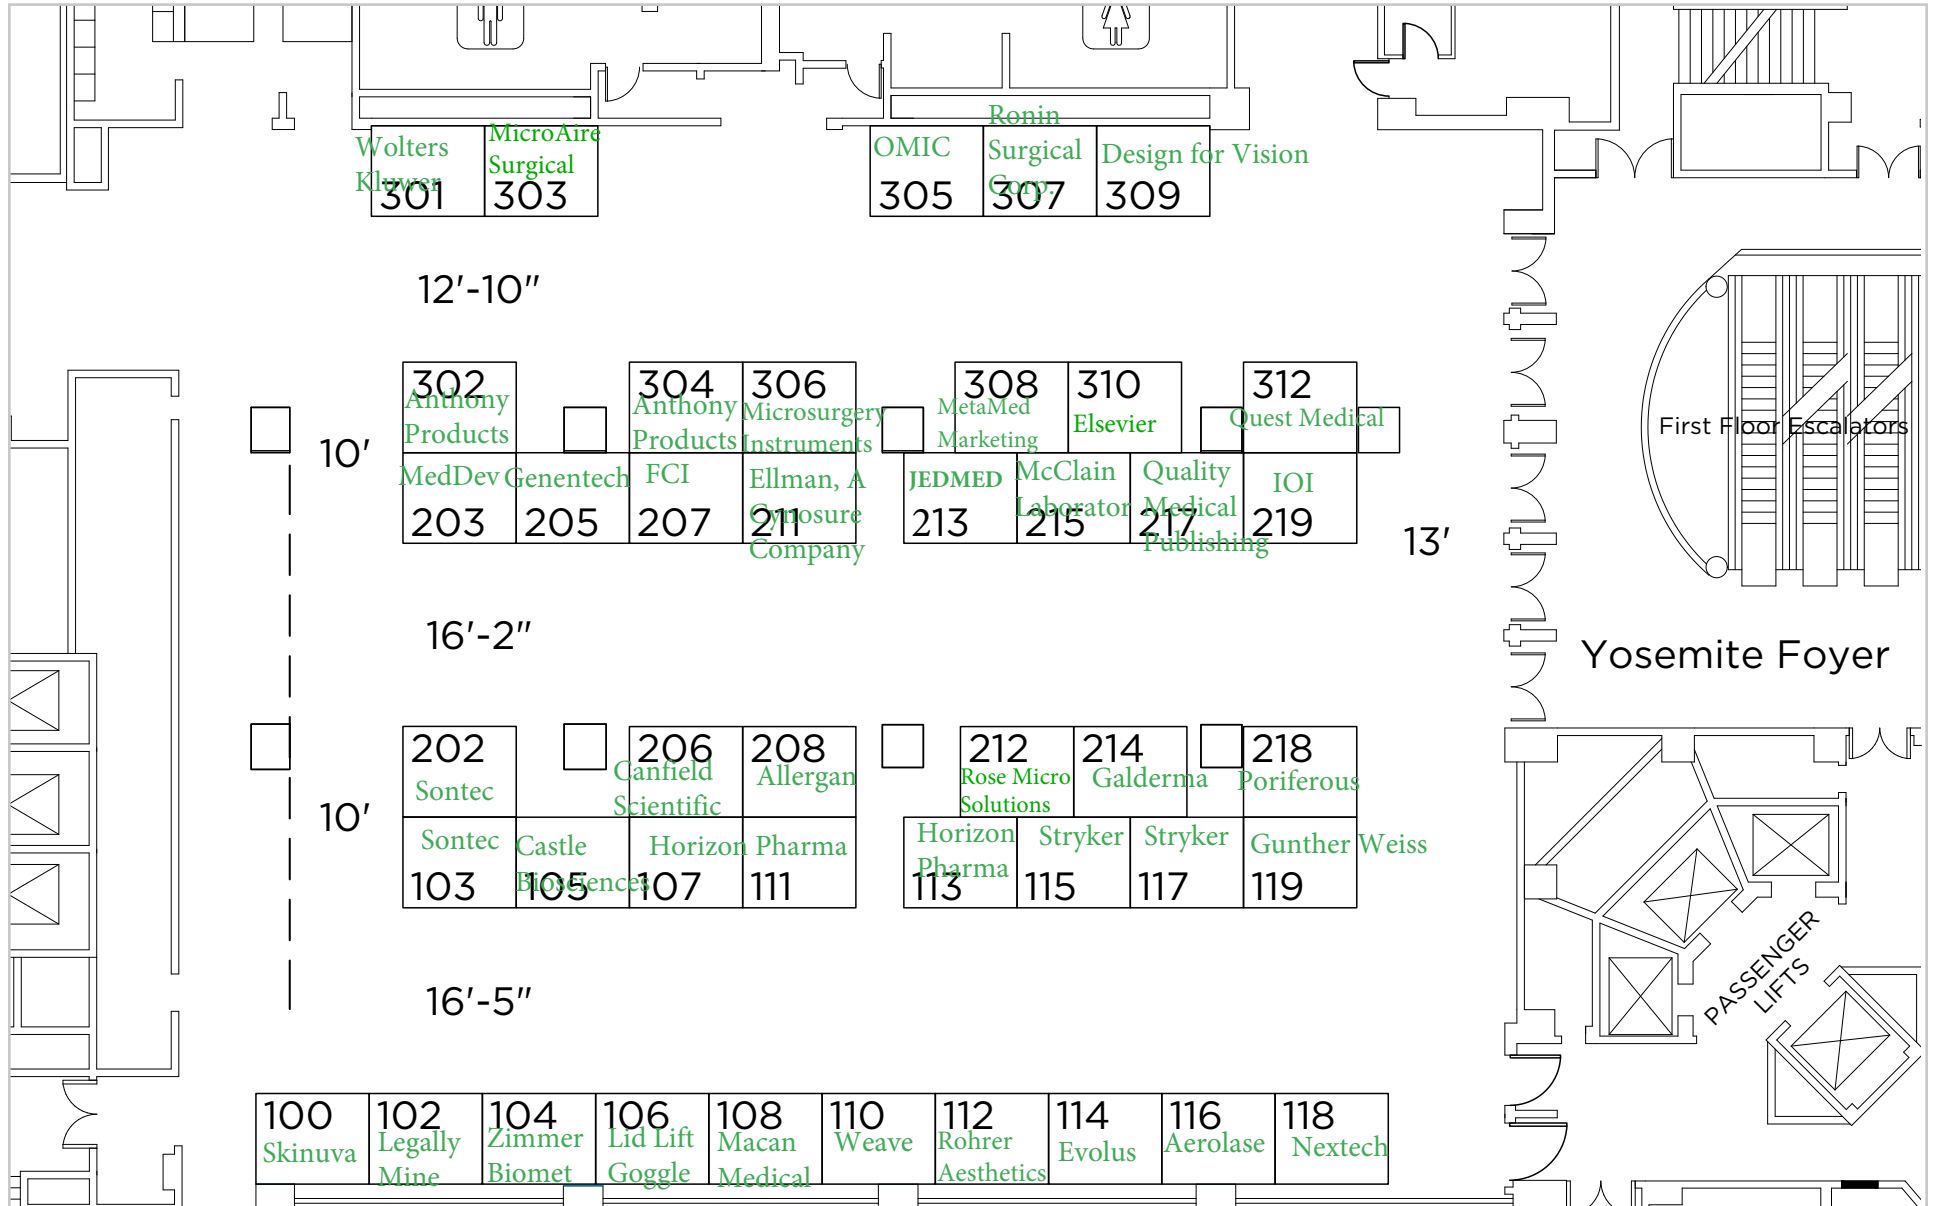 Wolters
Kluwer
301
MicroAire
Surgical
303
OMIC
305
Ronin
Surgical
Corp.
307
Design for Vision
309
12'-10"
302
Anthony
Products
304
Anthony
Products
306
Microsurgery
Instruments
308
MetaMed
Marketing
310
Elsevier
312
Quest Medical
First Floor Escalators
10'
MedDev
203
Genentech
205
FCI
207
Ellman, A
Cynosure
Company
211
JEDMED
213
McClain
Laborator
215
Quality
Medical
Publishing
217
IOI
219
13'
16'-2"
Yosemite Foyer
202
Sontec
206
Canfield
Scientific
208
Allergan
212
Rose Micro
Solutions
214
Galderma
218
Poriferous
10'
Sontec
103
Castle
Biosciences
105
Horizon Pharma
107
111
Horizon
Pharma
113
Stryker
115
Stryker
117
Gunther Weiss
119
PASSENGER
LIFTS
16'-5"
100
Skinuva
102
Legally
Mine
104
Zimmer
Biomet
106
Lid Lift
Goggle
108
Macan
Medical
110
Weave
112
Rohrer
Aesthetics
114
Evolus
116
Aerolase
118
Nextech